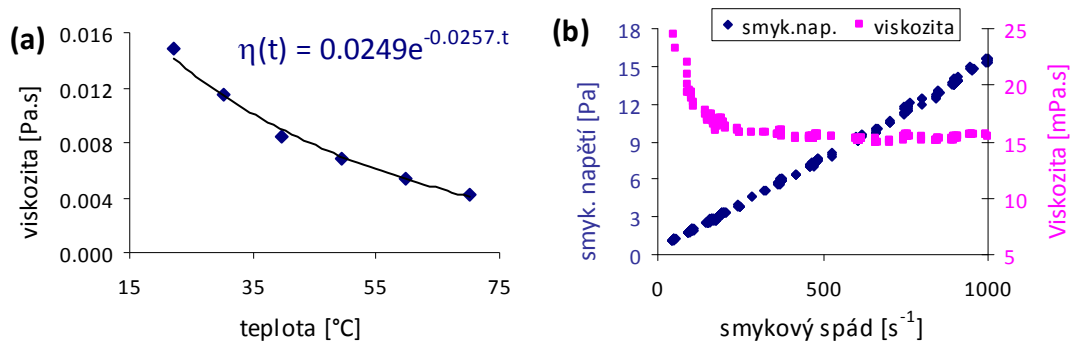 (a)
η(t) = 0.0249e^-0.0257.t
viskozita [Pa.s]
0.016
0.012
0.008
0.004
0.000
15 35 55 75
teplota [°C]
(b)
smyk.nap. viskozita
smyk. napětí [Pa]
18
15
12
9
6
3
0
25
20
15
10
5
Viskozita [mPa.s]
0 500 1000
smykový spád [s^-1]